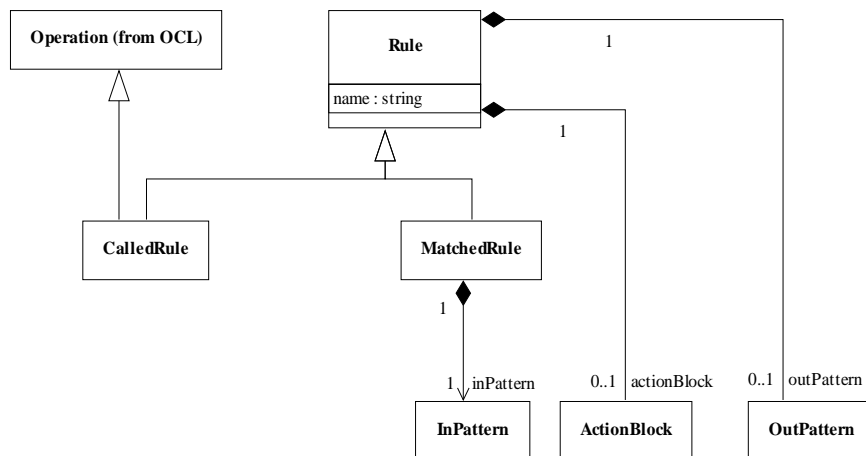 Operation (from OCL)
Rule
1
name : string
1
CalledRule
MatchedRule
1
1 inPattern
0..1 actionBlock
0..1 outPattern
InPattern
ActionBlock
OutPattern